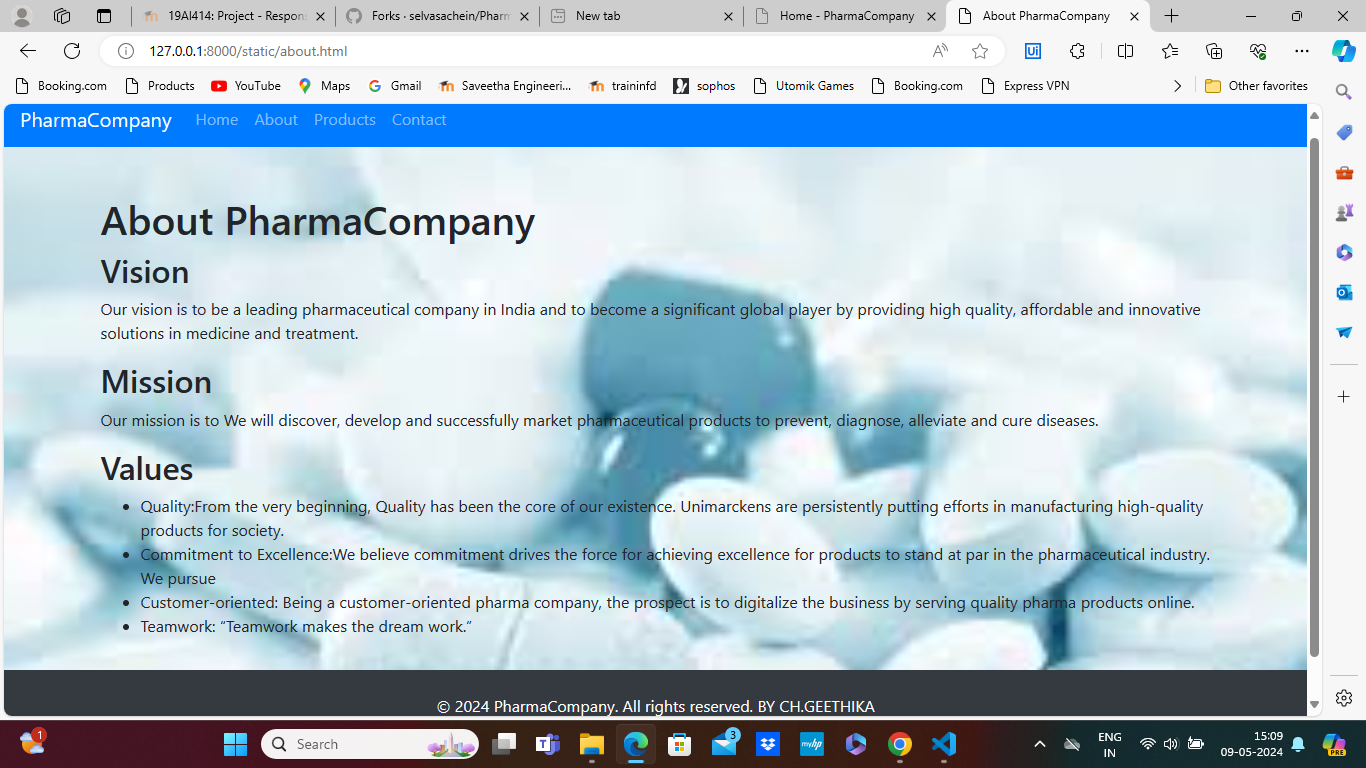 19AI414: Project - Respons
Forks · selvasachein/Pharm
New tab
Home - PharmaCompany
About PharmaCompany
127.0.0.1:8000/static/about.html
Booking.com
Products
YouTube
Maps
Gmail
Saveetha Engineeri...
traininfd
sophos
Utomik Games
Booking.com
Express VPN
Other favorites
PharmaCompany Home About Products Contact
About PharmaCompany
Vision
Our vision is to be a leading pharmaceutical company in India and to become a significant global player by providing high quality, affordable and innovative
solutions in medicine and treatment.
Mission
Our mission is to We will discover, develop and successfully market pharmaceutical products to prevent, diagnose, alleviate and cure diseases.
Values
• Quality:From the very beginning, Quality has been the core of our existence. Unimarckens are persistently putting efforts in manufacturing high-quality
products for society.
• Commitment to Excellence:We believe commitment drives the force for achieving excellence for products to stand at par in the pharmaceutical industry.
We pursue
• Customer-oriented: Being a customer-oriented pharma company, the prospect is to digitalize the business by serving quality pharma products online.
• Teamwork: “Teamwork makes the dream work.”
© 2024 PharmaCompany. All rights reserved. BY CH.GEETHIKA
1
Search
3
myhp
ENG
IN
15:09
09-05-2024
PRE